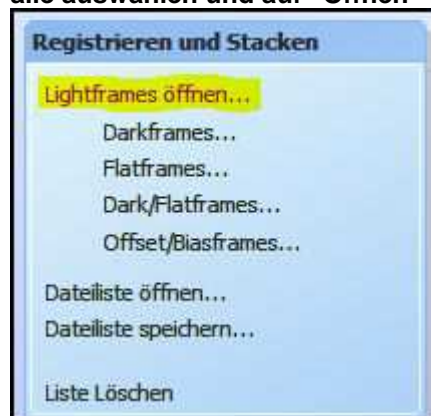 alle auswählen und auf "Öffnen"
Registrieren und Stacken
Lightframes öffnen...
Darkframes...
Flatframes...
Dark/Flatframes...
Offset/Biasframes...
Dateiliste öffnen...
Dateiliste speichern...
Liste Löschen